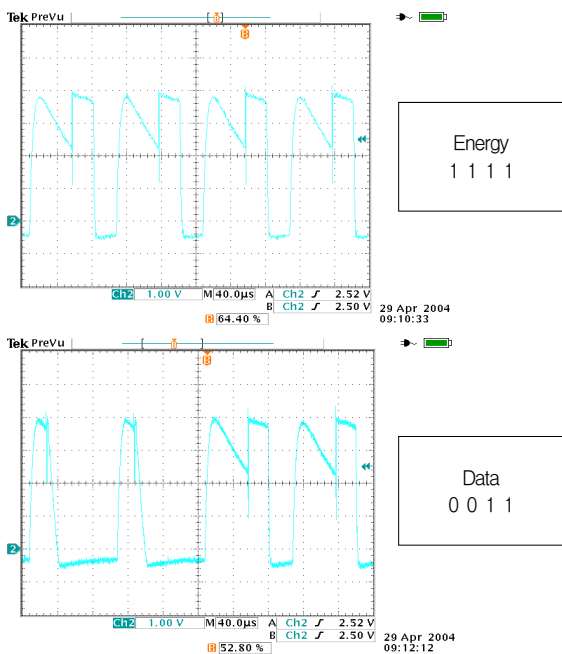 Tek PreVu
B
Energy
1 1 1 1
2
Ch2 1.00 V M 40.0µs A Ch2 ƒ 2.52 V
B Ch2 ƒ 2.50 V
B 64.40 %
29 Apr 2004
09:10:33
Tek PreVu
B
Data
0 0 1 1
2
Ch2 1.00 V M 40.0µs A Ch2 ƒ 2.52 V
B Ch2 ƒ 2.50 V
B 52.80 %
29 Apr 2004
09:12:12